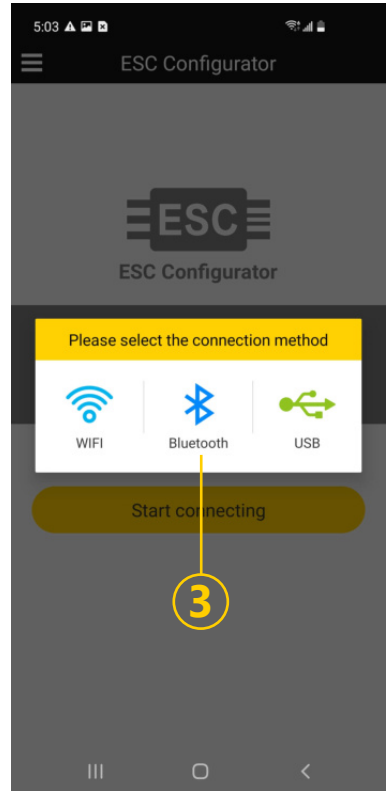 5:03
ESC Configurator
ESC
ESC Configurator
Please select the connection method
WIFI Bluetooth USB
Start connecting
3